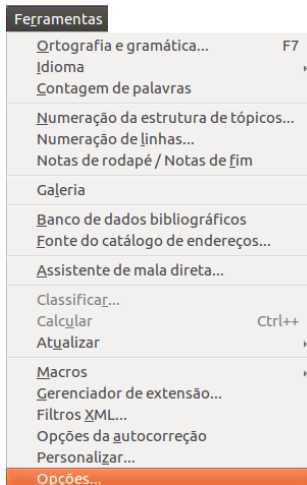 Ferramentas
Ortografia e gramática... F7
Idioma
Contagem de palavras
Numeração da estrutura de tópicos...
Numeração de linhas...
Notas de rodapé / Notas de fim
Galeria
Banco de dados bibliográficos
Fonte do catálogo de endereços...
Assistente de mala direta...
Classificar...
Calcular Ctrl++
Atualizar
Macros
Gerenciador de extensão...
Filtros XML...
Opções da autocorreção
Personalizar...
Opções...